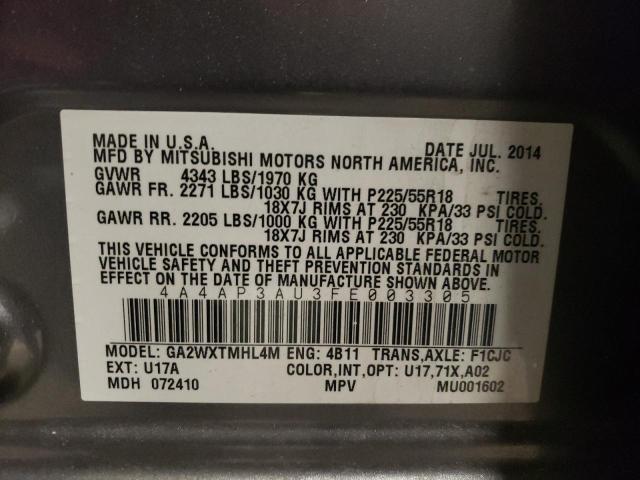 MADE IN U.S.A. DATE JUL. 2014
MFD BY MITSUBISHI MOTORS NORTH AMERICA, INC.
GVWR 4343 LBS/1970 KG
GAWR FR. 2271 LBS/1030 KG WITH P225/55R18 TIRES.
18X7J RIMS AT 230 KPA/33 PSI COLD.
GAWR RR. 2205 LBS/1000 KG WITH P225/55R18 TIRES.
18X7J RIMS AT 230 KPA/33 PSI COLD.
THIS VEHICLE CONFORMS TO ALL APPLICABLE FEDERAL MOTOR
VEHICLE SAFETY AND THEFT PREVENTION STANDARDS IN
EFFECT ON THE DATE OF MANUFACTURE SHOWN ABOVE.
4A4AP3AU3FE003305
MODEL: GA2WXTMHL4M ENG: 4B11 TRANS,AXLE: F1CJC
EXT: U17A COLOR,INT,OPT: U17,71X,A02
MDH 072410 MPV MU001602